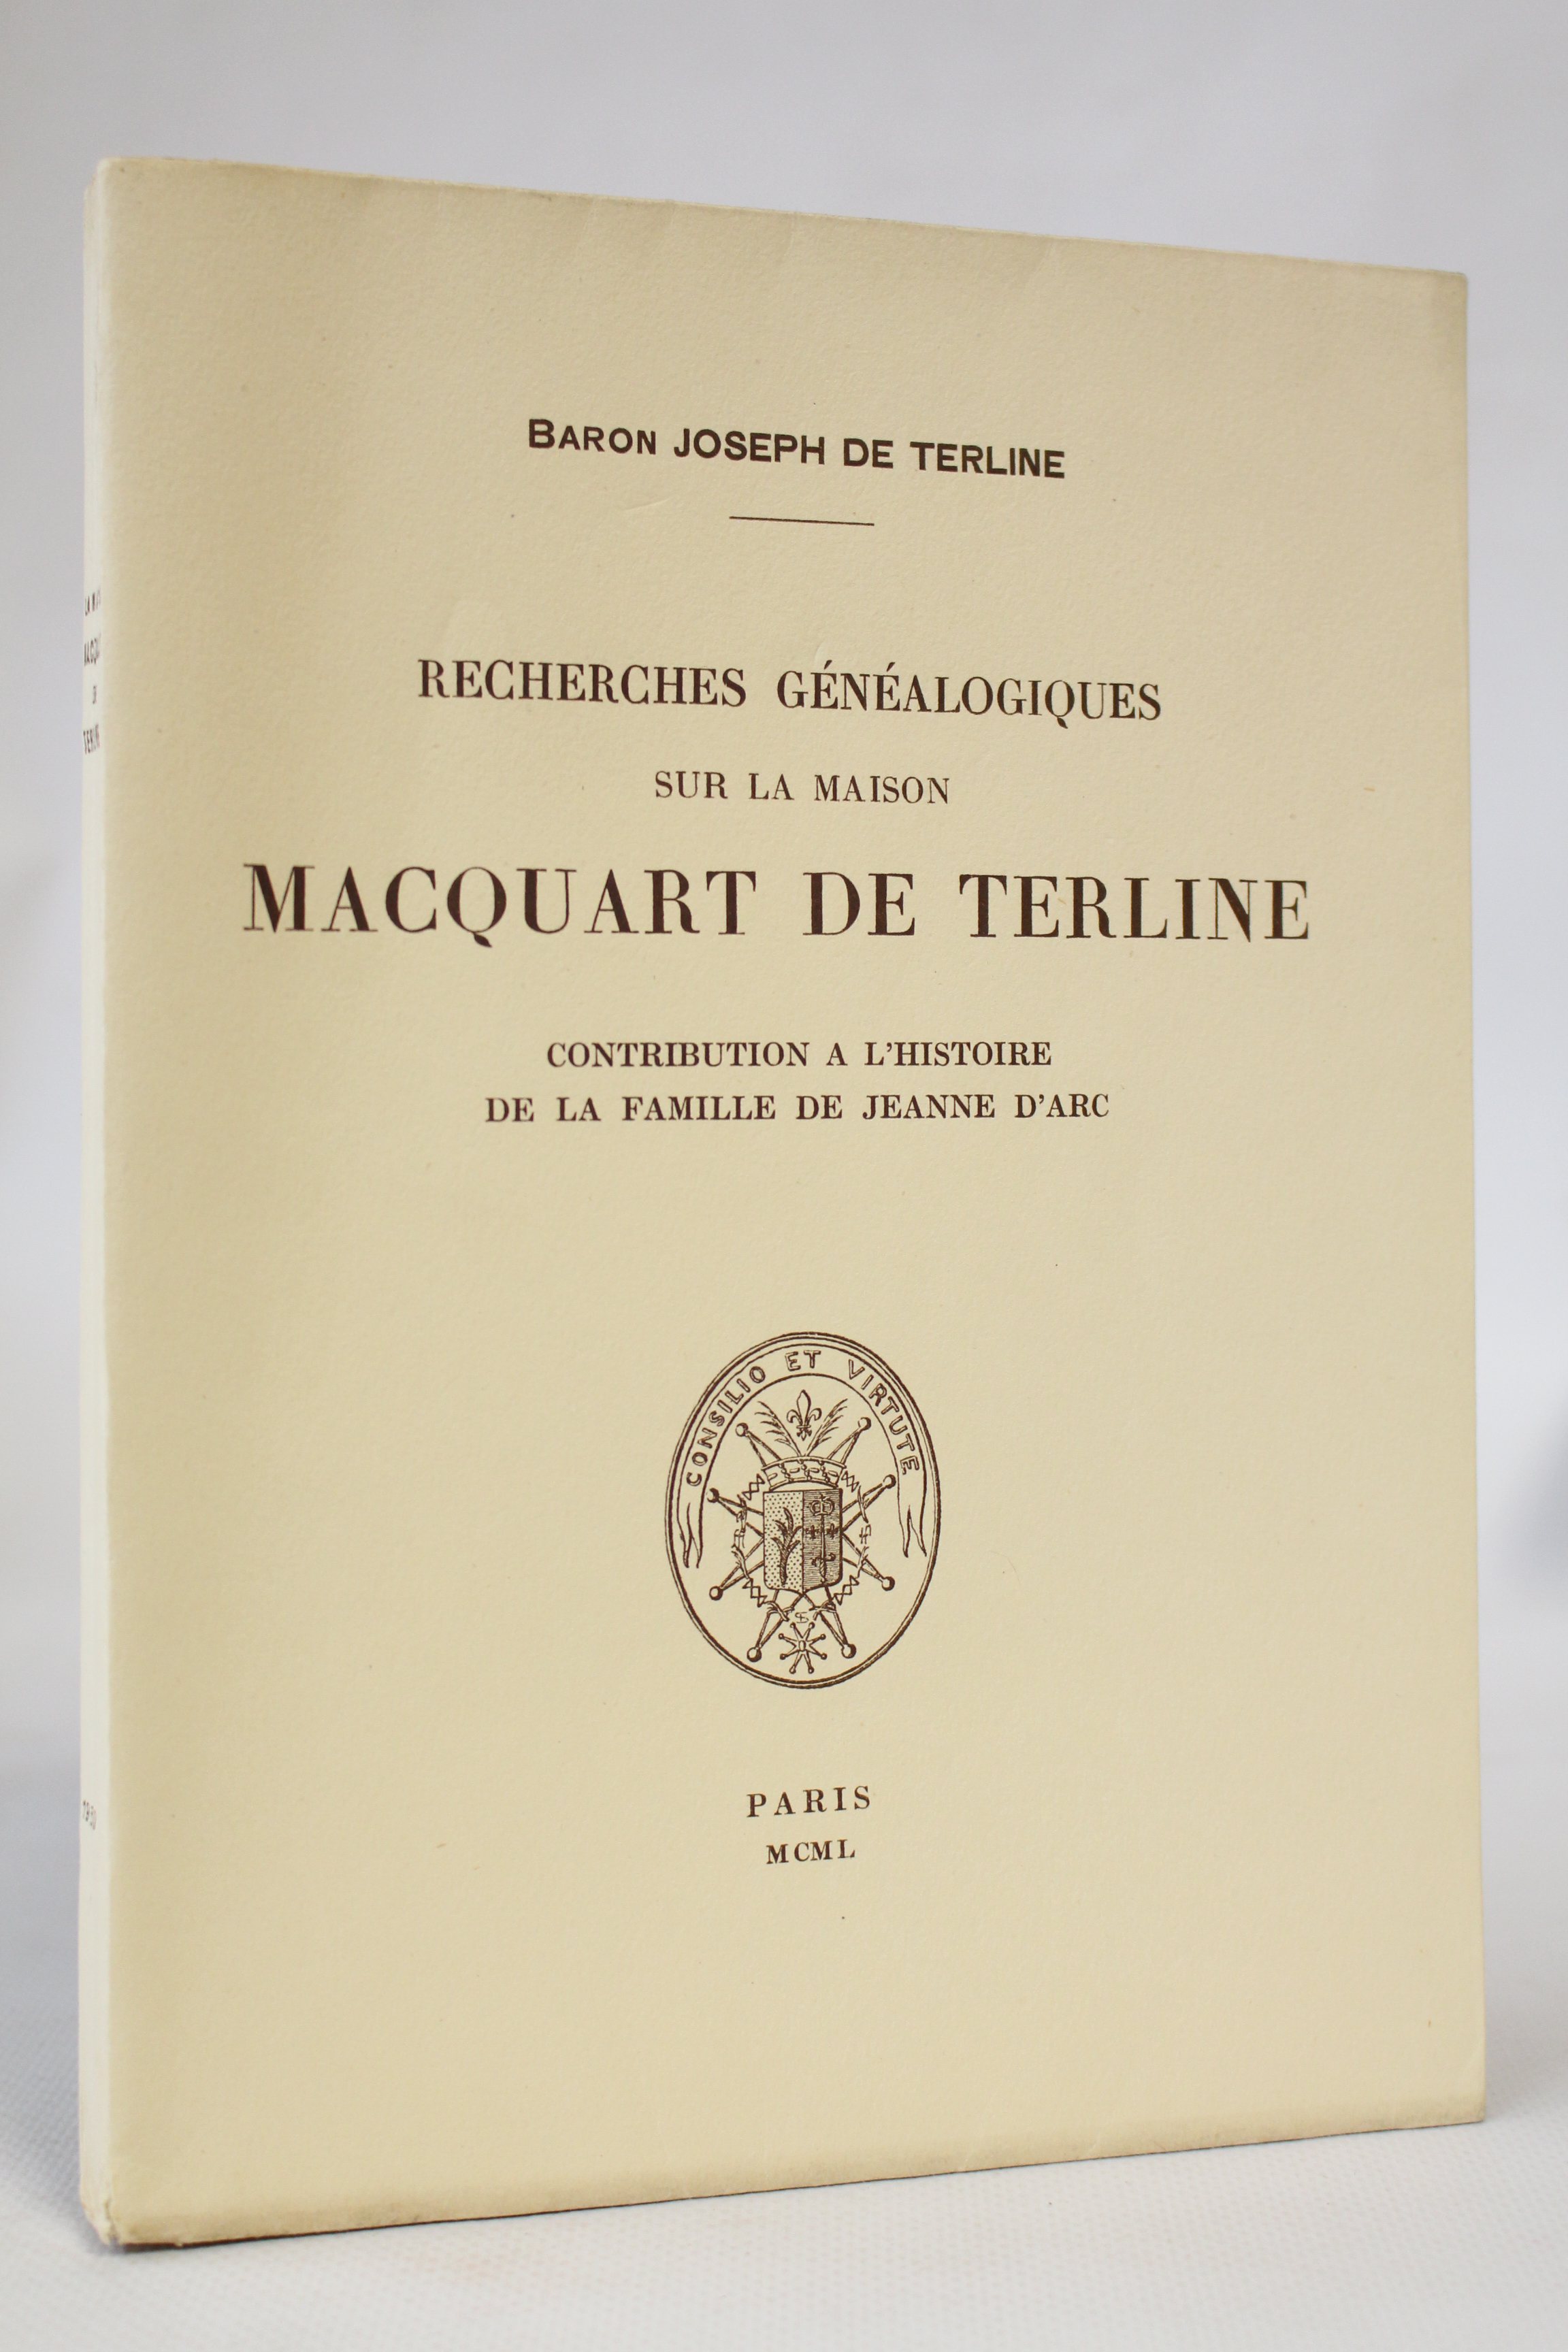 BARON JOSEPH DE TERLINE
RECHERCHES GÉNÉALOGIQUES
SUR LA MAISON
MACQUART DE TERLINE
CONTRIBUTION A L'HISTOIRE
DE LA FAMILLE DE JEANNE D'ARC
CONSILIO ET VIRTUTE
PARIS
MCML